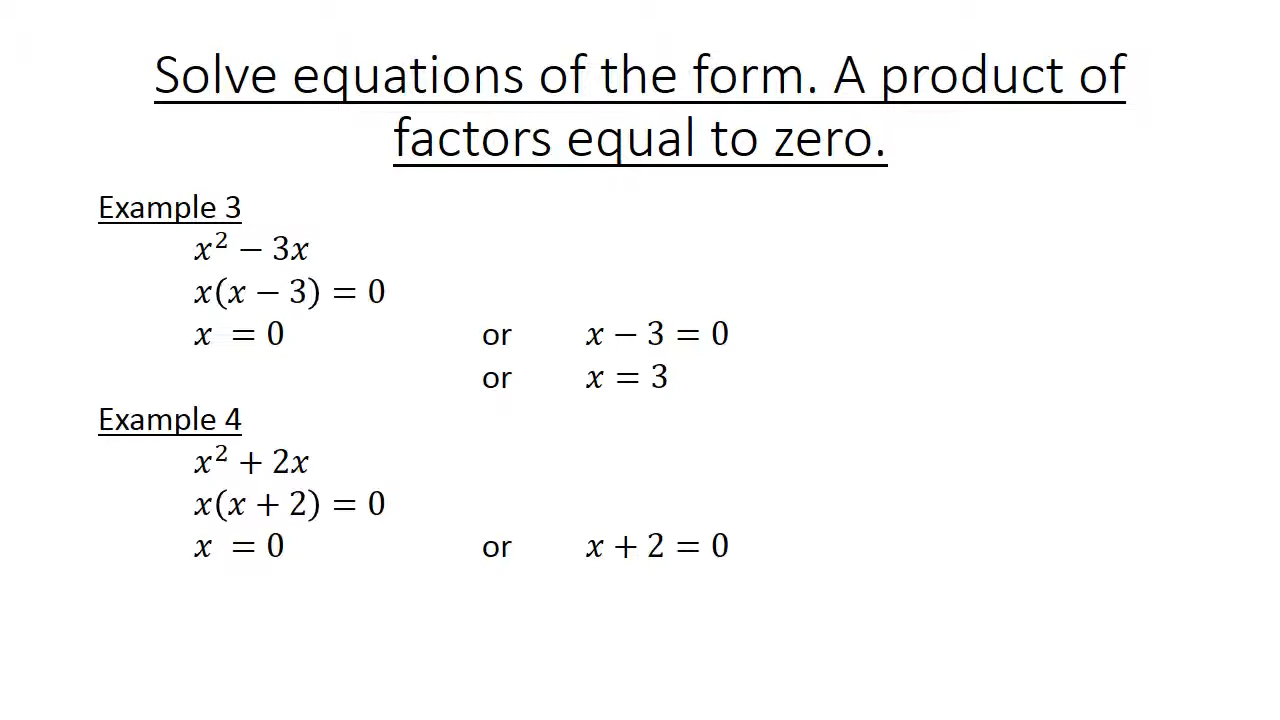 Solve equations of the form. A product of
factors equal to zero.
Example 3
x² − 3x
x(x − 3) = 0
x = 0 or x − 3 = 0
or x = 3
Example 4
x² + 2x
x(x + 2) = 0
x = 0 or x + 2 = 0